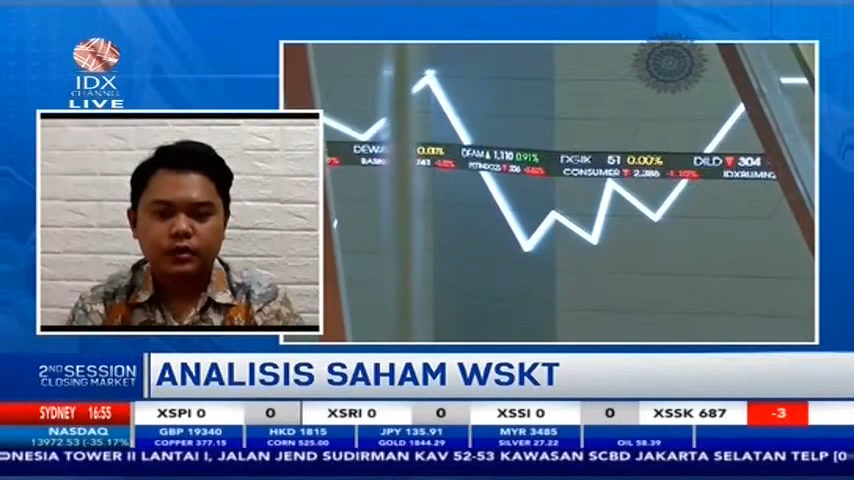 IDX
CHANNEL
LIVE
DEWA 0.00%
DFAM 1,110 0.91%
DGIK 51 0.00%
DILD 304
CONSUMER 2,386 -1.10%
IDXBUMN
2ND SESSION
CLOSING MARKET
ANALISIS SAHAM WSKT
SYDNEY 16:55
XSPI 0 0 XSRI 0 0 XSSI 0 0 XSSK 687 -3
NASDAQ
13972.53 (-35.17%
GBP 19340 HKD 1815 JPY 135.91 MYR 3485
COPPER 377.15 CORN 525.00 GOLD 1844.29 SILVER 27.22 OIL 58.39
ONESIA TOWER II LANTAI I, JALAN JEND SUDIRMAN KAV 52-53 KAWASAN SCBD JAKARTA SELATAN TELP [0